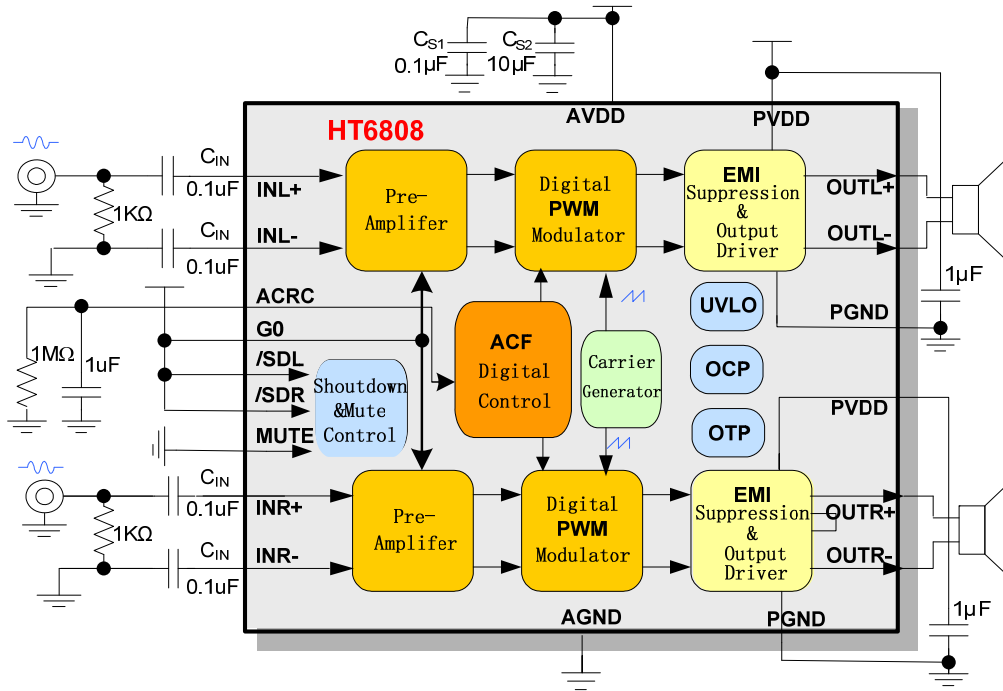 CS1
0.1µF
CS2
10µF
HT6808
AVDD
PVDD
CIN
0.1uF
INL+
1KΩ
CIN
0.1uF
INL-
Pre-
Amplifer
Digital
PWM
Modulator
EMI
Suppression
&
Output
Driver
OUTL+
OUTL-
1µF
PGND
ACRC
G0
/SDL
/SDR
MUTE
1MΩ
1uF
Shoutdown
&Mute
Control
ACF
Digital
Control
Carrier
Generator
UVLO
OCP
OTP
PVDD
CIN
0.1uF
INR+
1KΩ
CIN
0.1uF
INR-
Pre-
Amplifer
Digital
PWM
Modulator
EMI
Suppression
&
Output
Driver
OUTR+
OUTR-
1µF
AGND
PGND